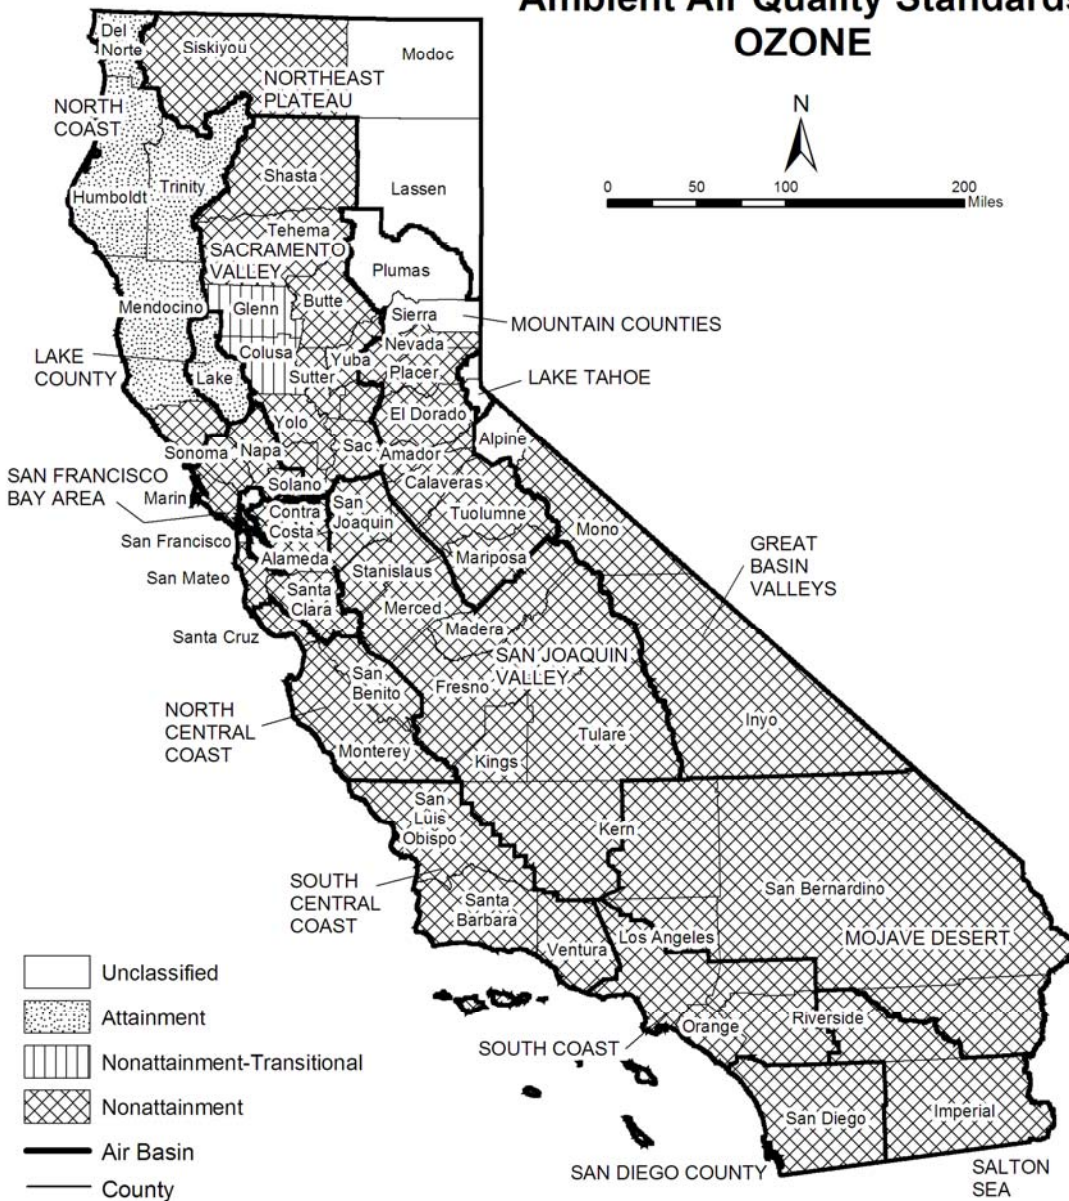 Ambient Air Quality Standards
OZONE
N
0 50 100 200
Miles
Del
Norte
Siskiyou
Modoc
NORTHEAST
PLATEAU
NORTH
COAST
Shasta
Trinity
Humboldt
Lassen
Tehema
SACRAMENTO
VALLEY
Plumas
Glenn
Butte
Mendocino
Sierra
MOUNTAIN COUNTIES
Nevada
LAKE
COUNTY
Colusa
Yuba
Placer
Lake
Sutter
LAKE TAHOE
El Dorado
Yolo
Alpine
Sonoma
Napa
Sac
Amador
SAN FRANCISCO
BAY AREA
Solano
Calaveras
Marin
Contra
Costa
San
Joaquin
Tuolumne
Mono
San Francisco
Alameda
Mariposa
GREAT
BASIN
VALLEYS
San Mateo
Stanislaus
Santa
Clara
Merced
Santa Cruz
Madera
SAN JOAQUIN
VALLEY
San
Benito
Fresno
NORTH
CENTRAL
COAST
Inyo
Tulare
Monterey
Kings
San
Luis
Obispo
Kern
SOUTH
CENTRAL
COAST
San Bernardino
Santa
Barbara
Los Angeles
MOJAVE DESERT
Ventura
Riverside
Orange
SOUTH COAST
San Diego
Imperial
SAN DIEGO COUNTY
SALTON
SEA
Unclassified
Attainment
Nonattainment-Transitional
Nonattainment
Air Basin
County